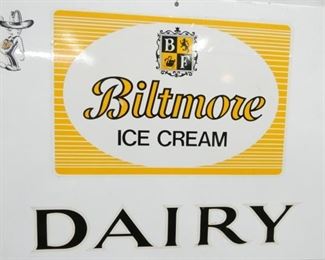 B F
Biltmore
ICE CREAM
DAIRY